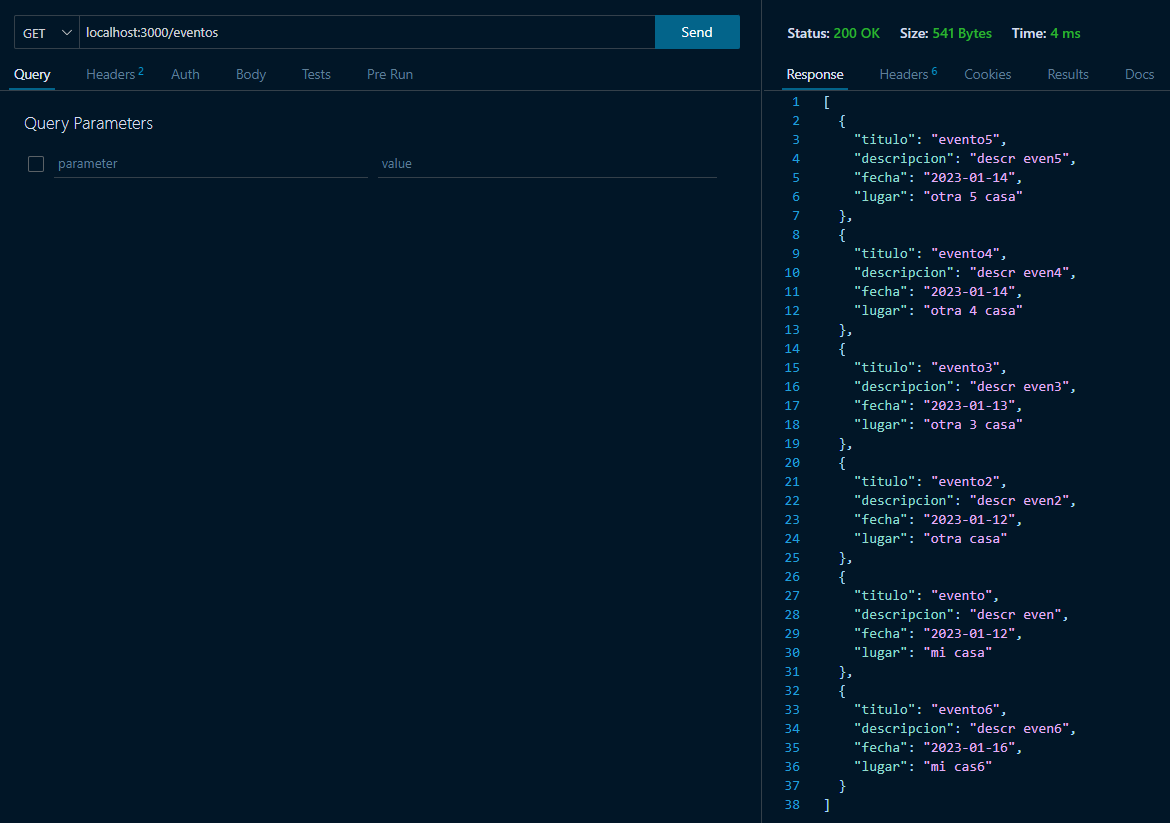 GET localhost:3000/eventos Send
Query Headers 2 Auth Body Tests Pre Run
Query Parameters
parameter value
Status: 200 OK Size: 541 Bytes Time: 4 ms
Response Headers 6 Cookies Results Docs
1 [
2 {
3 "titulo": "evento5",
4 "descripcion": "descr even5",
5 "fecha": "2023-01-14",
6 "lugar": "otra 5 casa"
7 },
8 {
9 "titulo": "evento4",
10 "descripcion": "descr even4",
11 "fecha": "2023-01-14",
12 "lugar": "otra 4 casa"
13 },
14 {
15 "titulo": "evento3",
16 "descripcion": "descr even3",
17 "fecha": "2023-01-13",
18 "lugar": "otra 3 casa"
19 },
20 {
21 "titulo": "evento2",
22 "descripcion": "descr even2",
23 "fecha": "2023-01-12",
24 "lugar": "otra casa"
25 },
26 {
27 "titulo": "evento",
28 "descripcion": "descr even",
29 "fecha": "2023-01-12",
30 "lugar": "mi casa"
31 },
32 {
33 "titulo": "evento6",
34 "descripcion": "descr even6",
35 "fecha": "2023-01-16",
36 "lugar": "mi cas6"
37 }
38 ]